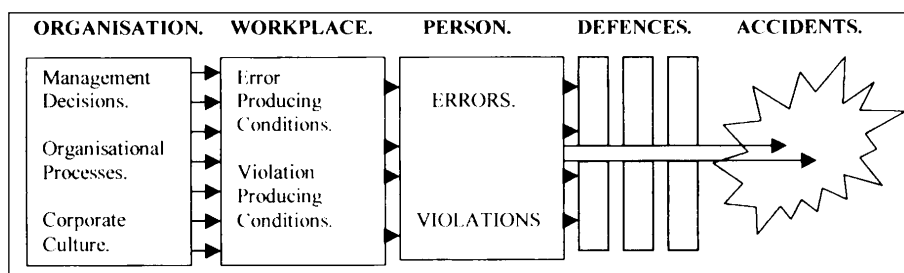 ORGANISATION. WORKPLACE. PERSON. DEFENCES. ACCIDENTS.
Management
Decisions.
Organisational
Processes.
Corporate
Culture.
Error
Producing
Conditions.
Violation
Producing
Conditions.
ERRORS.
VIOLATIONS